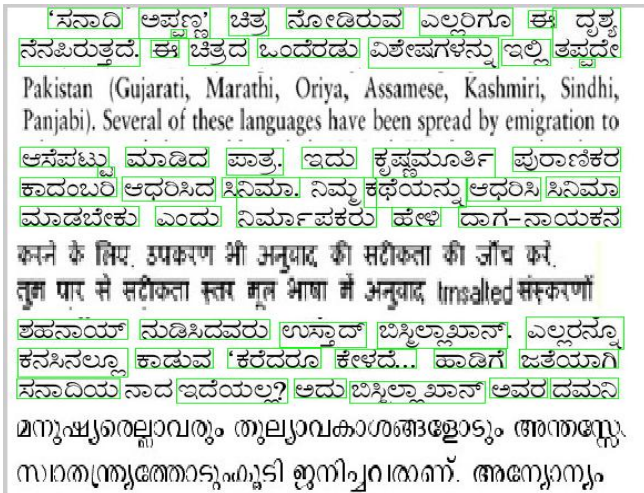 ‘ಸನಾದಿ ಅಪ್ಪಣ್ಣ’ ಚಿತ್ರ ನೋಡಿರುವ ಎಲ್ಲರಿಗೂ ಈ ದೃಶ್ಯ
ನೆನಪಿರುತ್ತದೆ. ಈ ಚಿತ್ರದ ಒಂದೆರಡು ವಿಶೇಷಗಳನ್ನು ಇಲ್ಲಿ ತಪ್ಪದೇ
Pakistan (Gujarati, Marathi, Oriya, Assamese, Kashmiri, Sindhi,
Panjabi). Several of these languages have been spread by emigration to
ಆಸೆಪಟ್ಟು ಮಾಡಿದ ಪಾತ್ರ. ಇದು ಕೃಷ್ಣಮೂರ್ತಿ ಪುರಾಣಿಕರ
ಕಾದಂಬರಿ ಆಧರಿಸಿದ ಸಿನಿಮಾ. ನಿಮ್ಮ ಕಥೆಯನ್ನು ಆಧರಿಸಿ ಸಿನಿಮಾ
ಮಾಡಬೇಕು ಎಂದು ನಿರ್ಮಾಪಕರು ಹೇಳಿ ದಾಗ-ನಾಯಕನ
करने के लिए. उपकरण भी अनुवाद की सटीकता की जाँच करें.
तुम पार से सटीकता स्तर मूल भाषा में अनुवाद trnsalted संस्करणों
ಶಹನಾಯ್ ನುಡಿಸಿದವರು ಉಸ್ತಾದ್ ಬಿಸ್ಮಿಲ್ಲಾಖಾನ್. ಎಲ್ಲರನ್ನೂ
ಕನಸಿನಲ್ಲೂ ಕಾಡುವ ‘ಕರೆದರೂ ಕೇಳದೆ... ಹಾಡಿಗೆ ಜತೆಯಾಗಿ
ಸನಾದಿಯ ನಾದ ಇದೆಯಲ್ಲ? ಅದು ಬಿಸ್ಮಿಲ್ಲಾ ಖಾನ್ ಅವರ ದಮನಿ
മനുഷ്യരെല്ലാവരും തുല്യാവകാശങ്ങളോടും അന്തസ്സോ
സ്വാതന്ത്ര്യത്തോടുംകൂടി ജനിച്ചവരാണ്. അന്യോന്യം